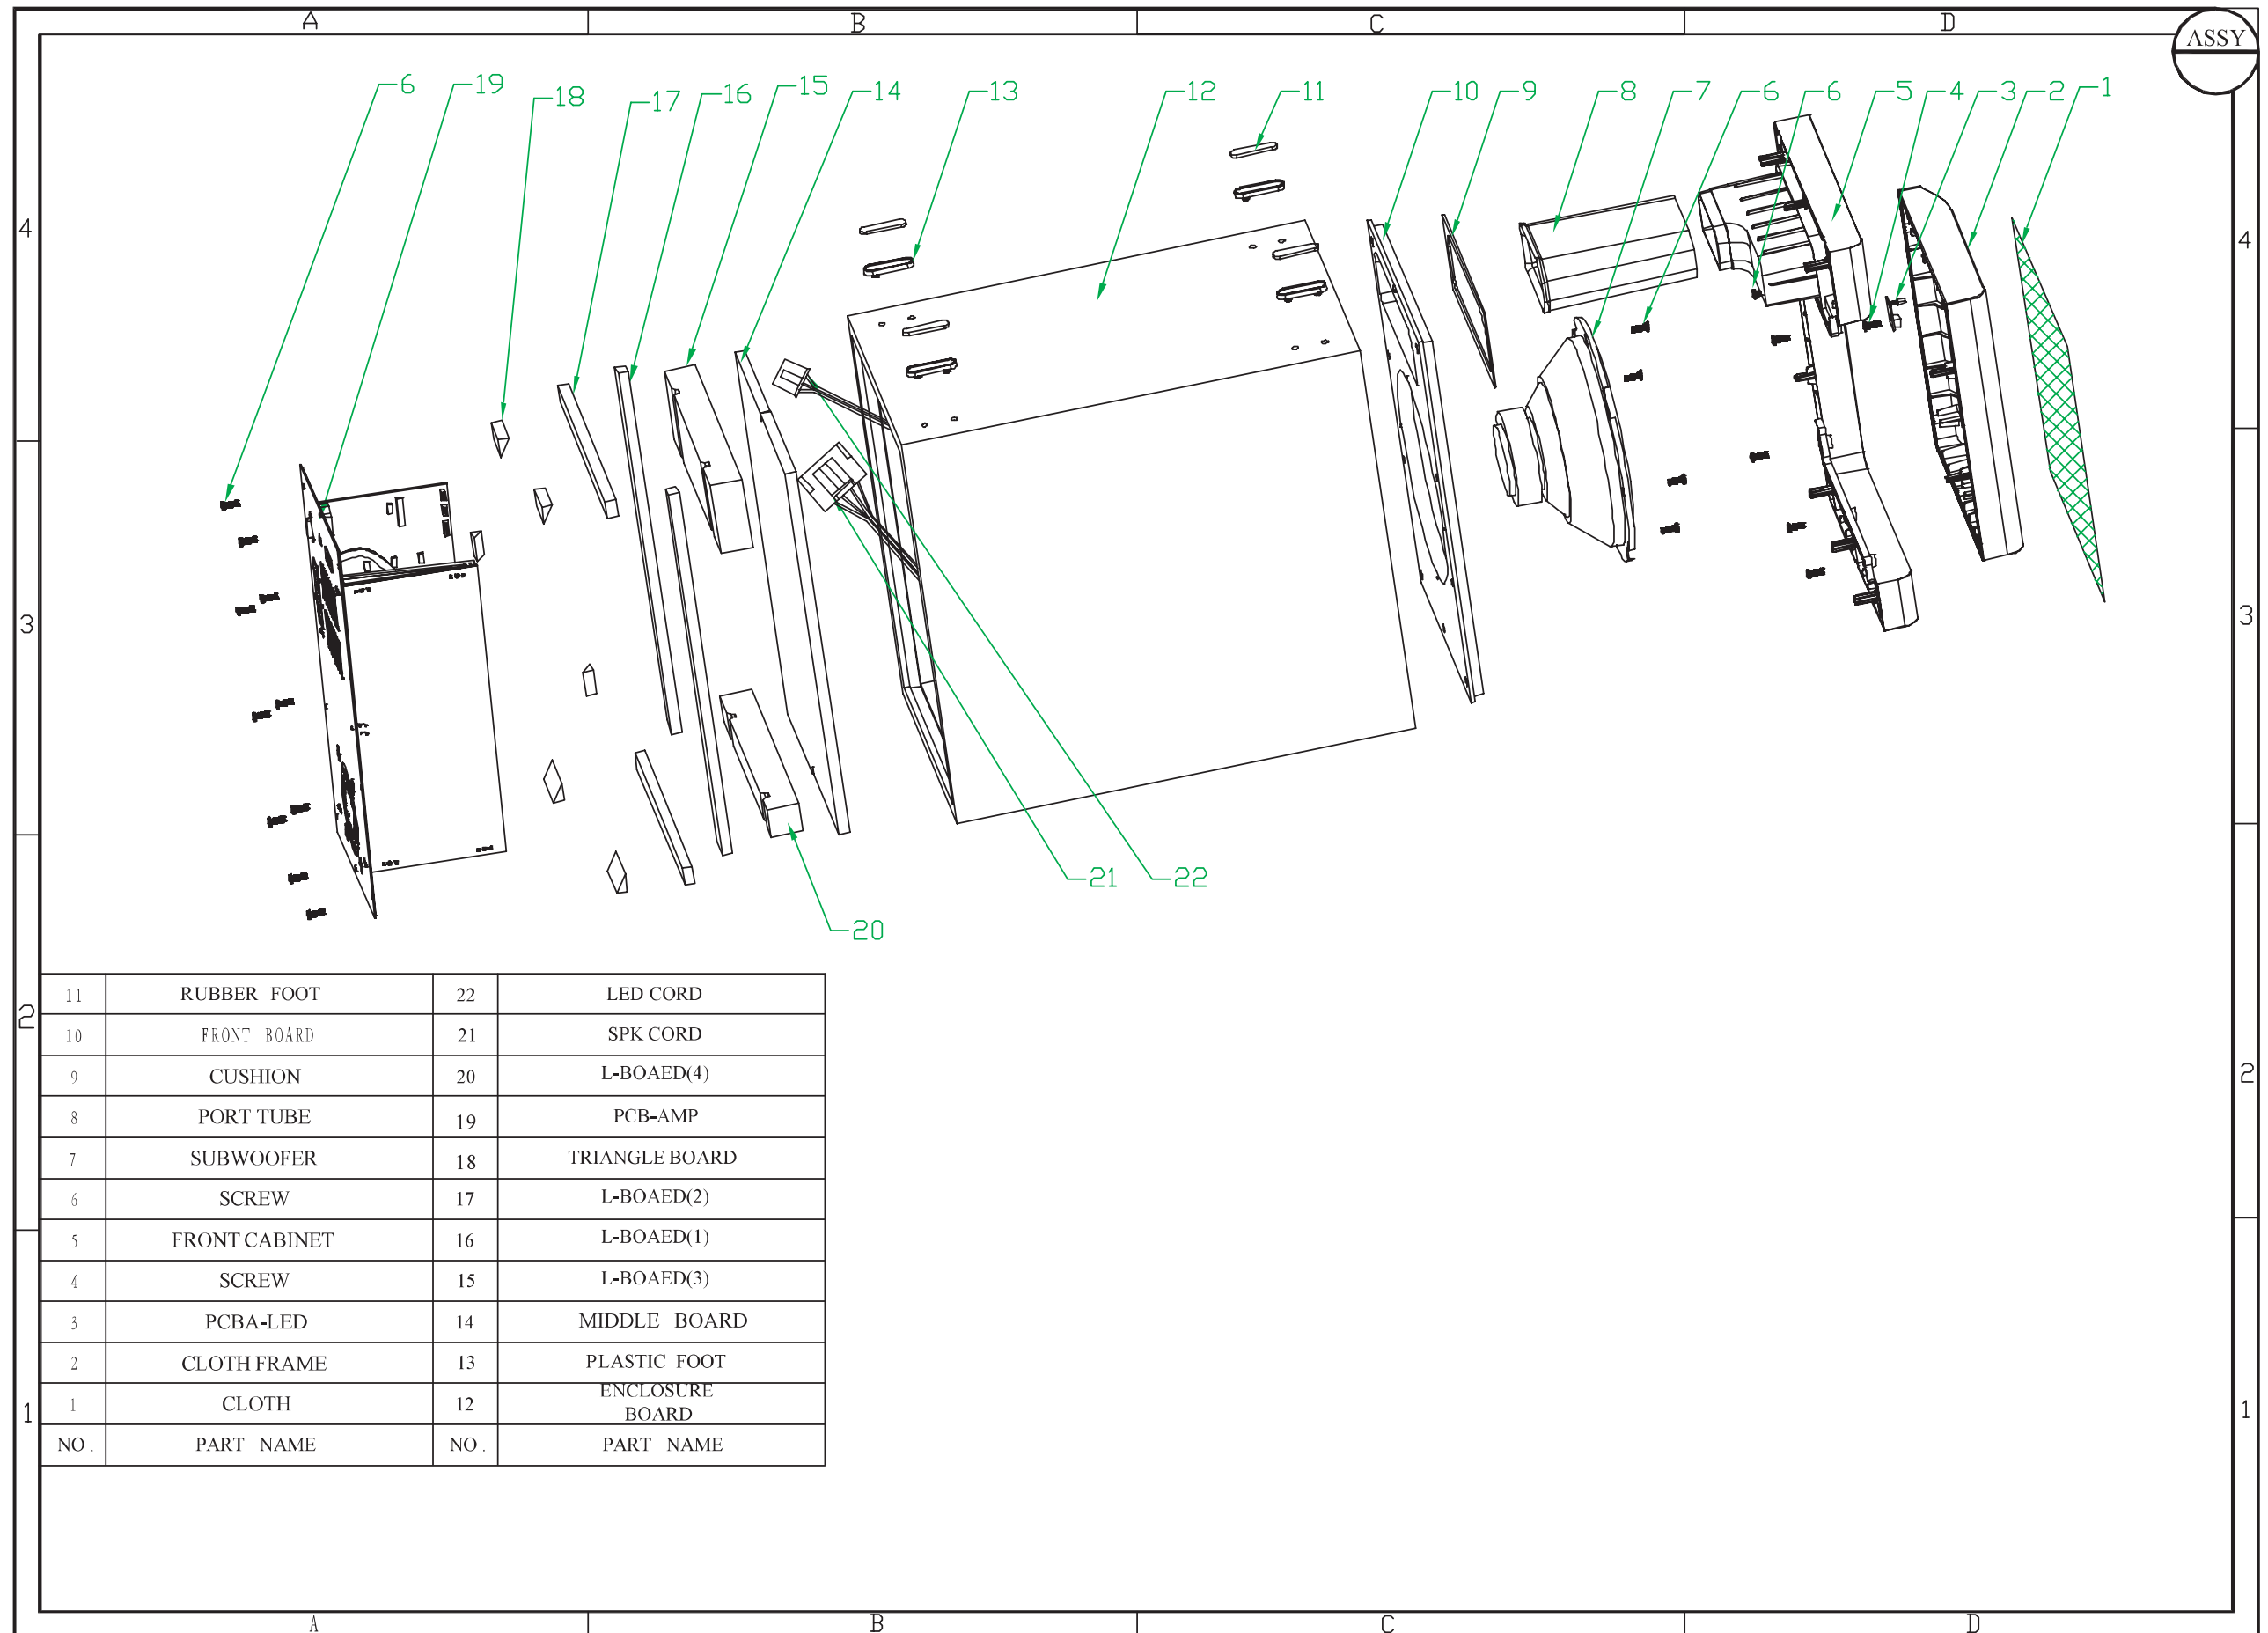 A B C D
ASSY
6 19 18 17 16 15 14 13 12 11 10 9 8 7 6 6 5 4 3 2 1
4 4
3 3
21 22
20
11 RUBBER FOOT 22 LED CORD
2
10 FRONT BOARD 21 SPK CORD
9 CUSHION 20 L-BOAED(4)
2
8 PORT TUBE 19 PCB-AMP
7 SUBWOOFER 18 TRIANGLE BOARD
6 SCREW 17 L-BOAED(2)
5 FRONT CABINET 16 L-BOAED(1)
4 SCREW 15 L-BOAED(3)
3 PCBA-LED 14 MIDDLE BOARD
2 CLOTH FRAME 13 PLASTIC FOOT
1 CLOTH 12 ENCLOSURE
BOARD
1 1
NO. PART NAME NO. PART NAME
A B C D